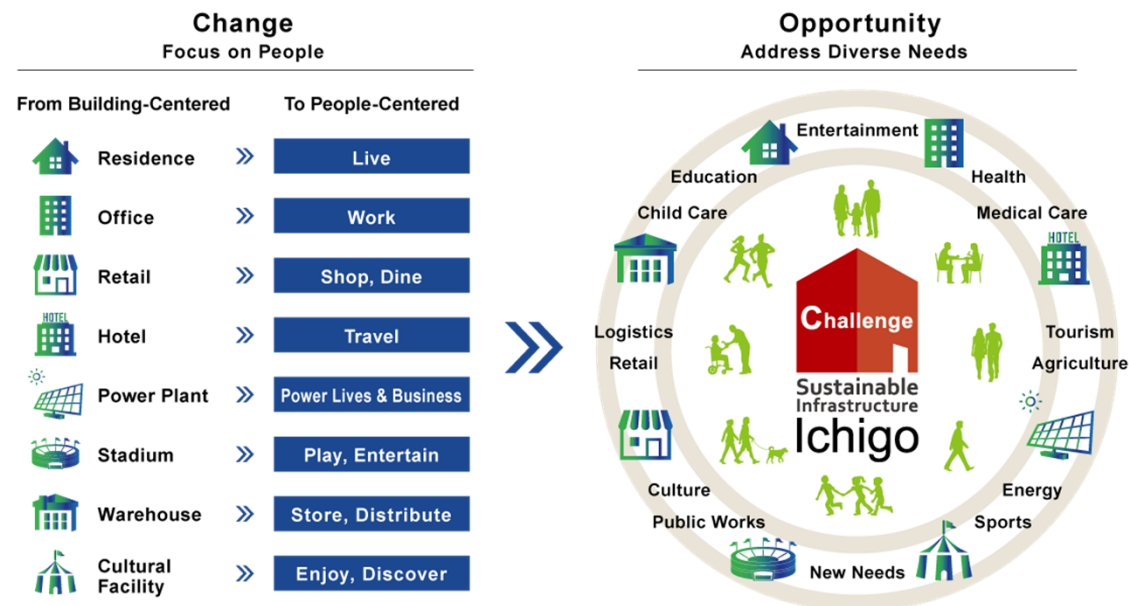 Change
Focus on People
From Building-Centered
To People-Centered
Residence
Live
Office
Work
Retail
Shop, Dine
HOTEL
Hotel
Travel
Power Plant
Power Lives & Business
Stadium
Play, Entertain
Warehouse
Store, Distribute
Cultural
Facility
Enjoy, Discover
Opportunity
Address Diverse Needs
Entertainment
Education
Health
Child Care
Medical Care
HOTEL
Challenge
Logistics
Retail
Tourism
Agriculture
Sustainable
Infrastructure
Ichigo
Culture
Public Works
Energy
Sports
New Needs